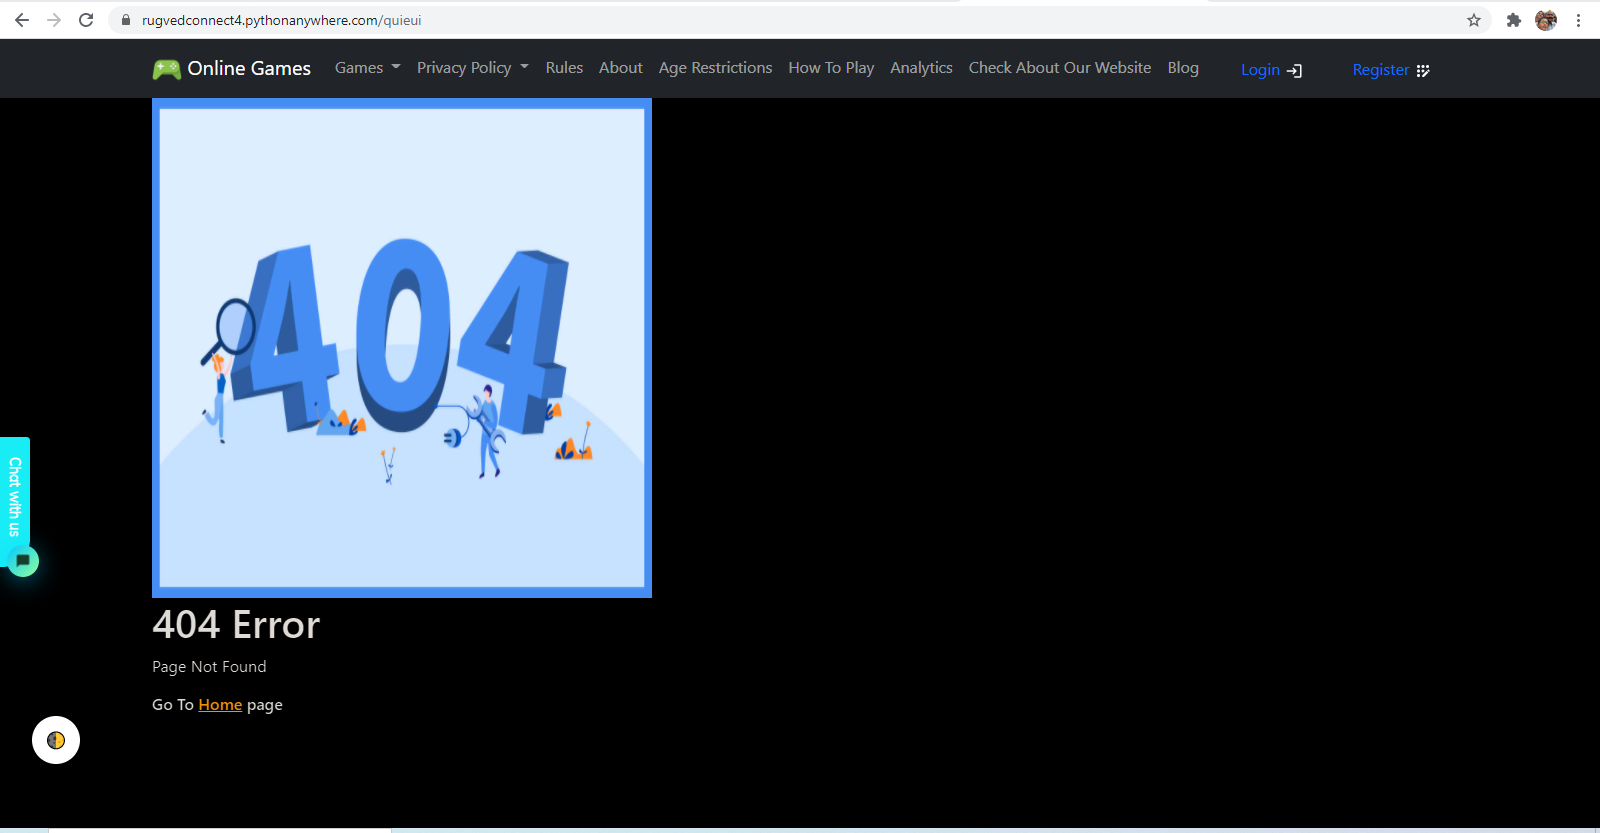 rugvedconnect4.pythonanywhere.com/quieui
Online Games Games Privacy Policy Rules About Age Restrictions How To Play Analytics Check About Our Website Blog Login Register
404
Chat with us
404 Error
Page Not Found
Go To Home page